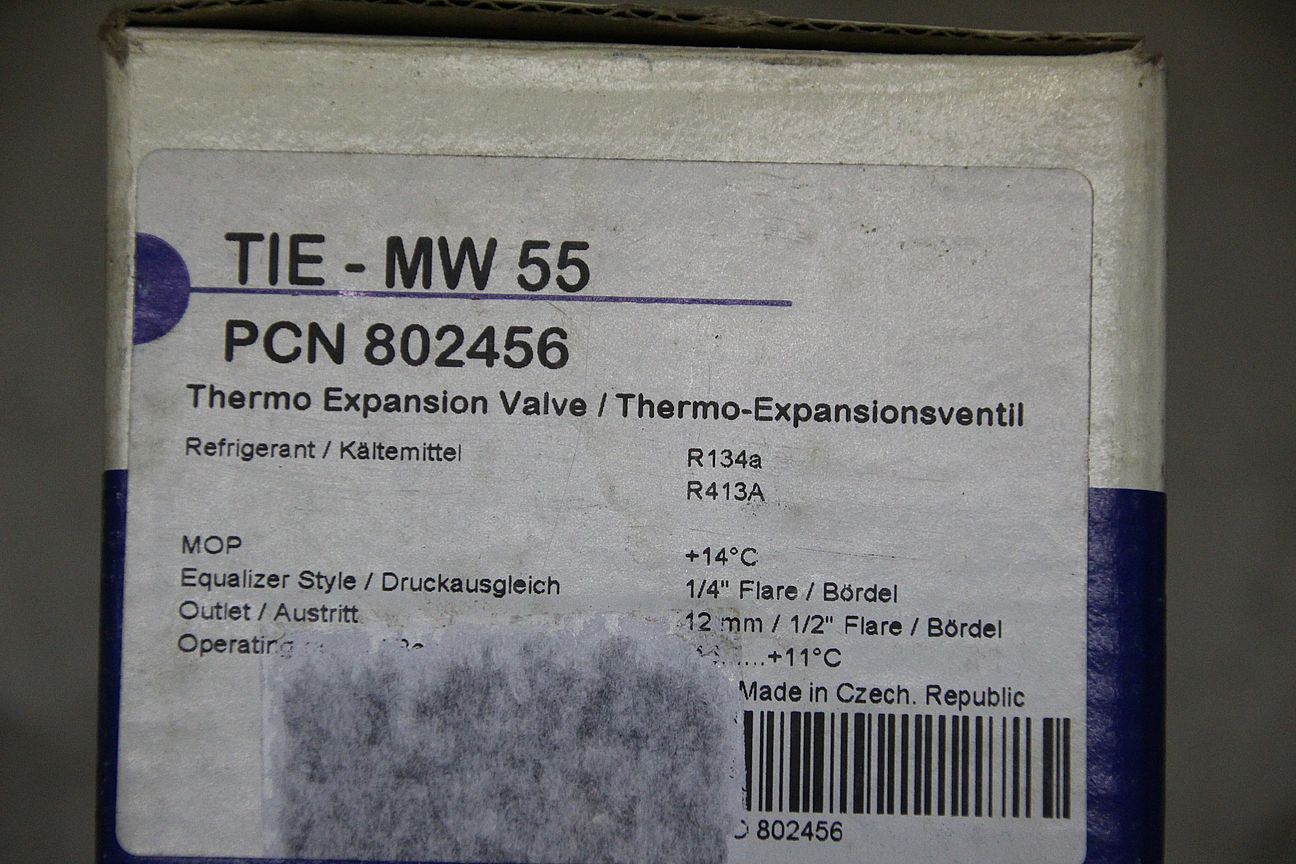 TIE - MW 55
PCN 802456
Thermo Expansion Valve / Thermo-Expansionsventil
Refrigerant / Kältemittel R134a
R413A
MOP +14°C
Equalizer Style / Druckausgleich 1/4" Flare / Bördel
Outlet / Austritt 12 mm / 1/2" Flare / Bördel
Operating +11°C
Made in Czech. Republic
802456